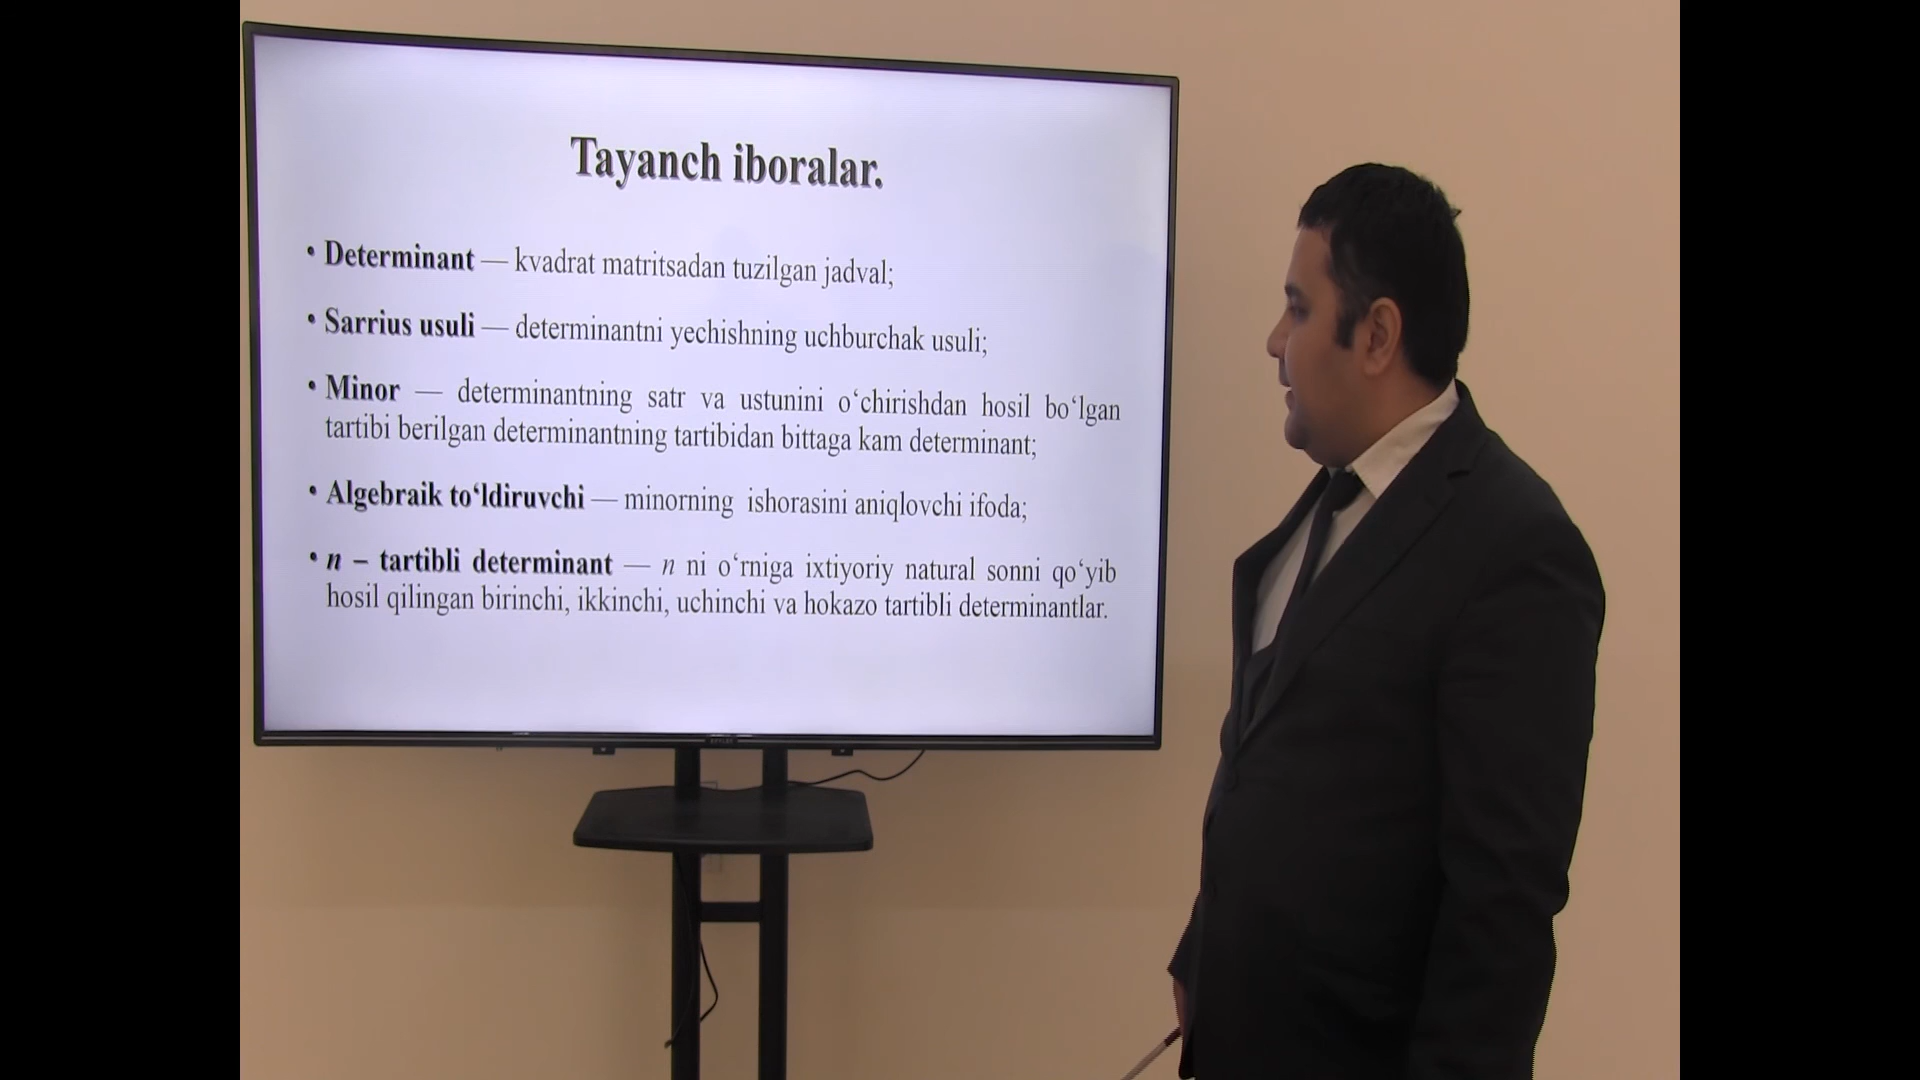 Tayanch iboralar.
• Determinant — kvadrat matritsadan tuzilgan jadval;
• Sarrius usuli — determinantni yechishning uchburchak usuli;
• Minor — determinantning satr va ustunini o‘chirishdan hosil bo‘lgan
tartibi berilgan determinantning tartibidan bittaga kam determinant;
• Algebraik to‘ldiruvchi — minorning ishorasini aniqlovchi ifoda;
• n – tartibli determinant — n ni o‘rniga ixtiyoriy natural sonni qo‘yib
hosil qilingan birinchi, ikkinchi, uchinchi va hokazo tartibli determinantlar.